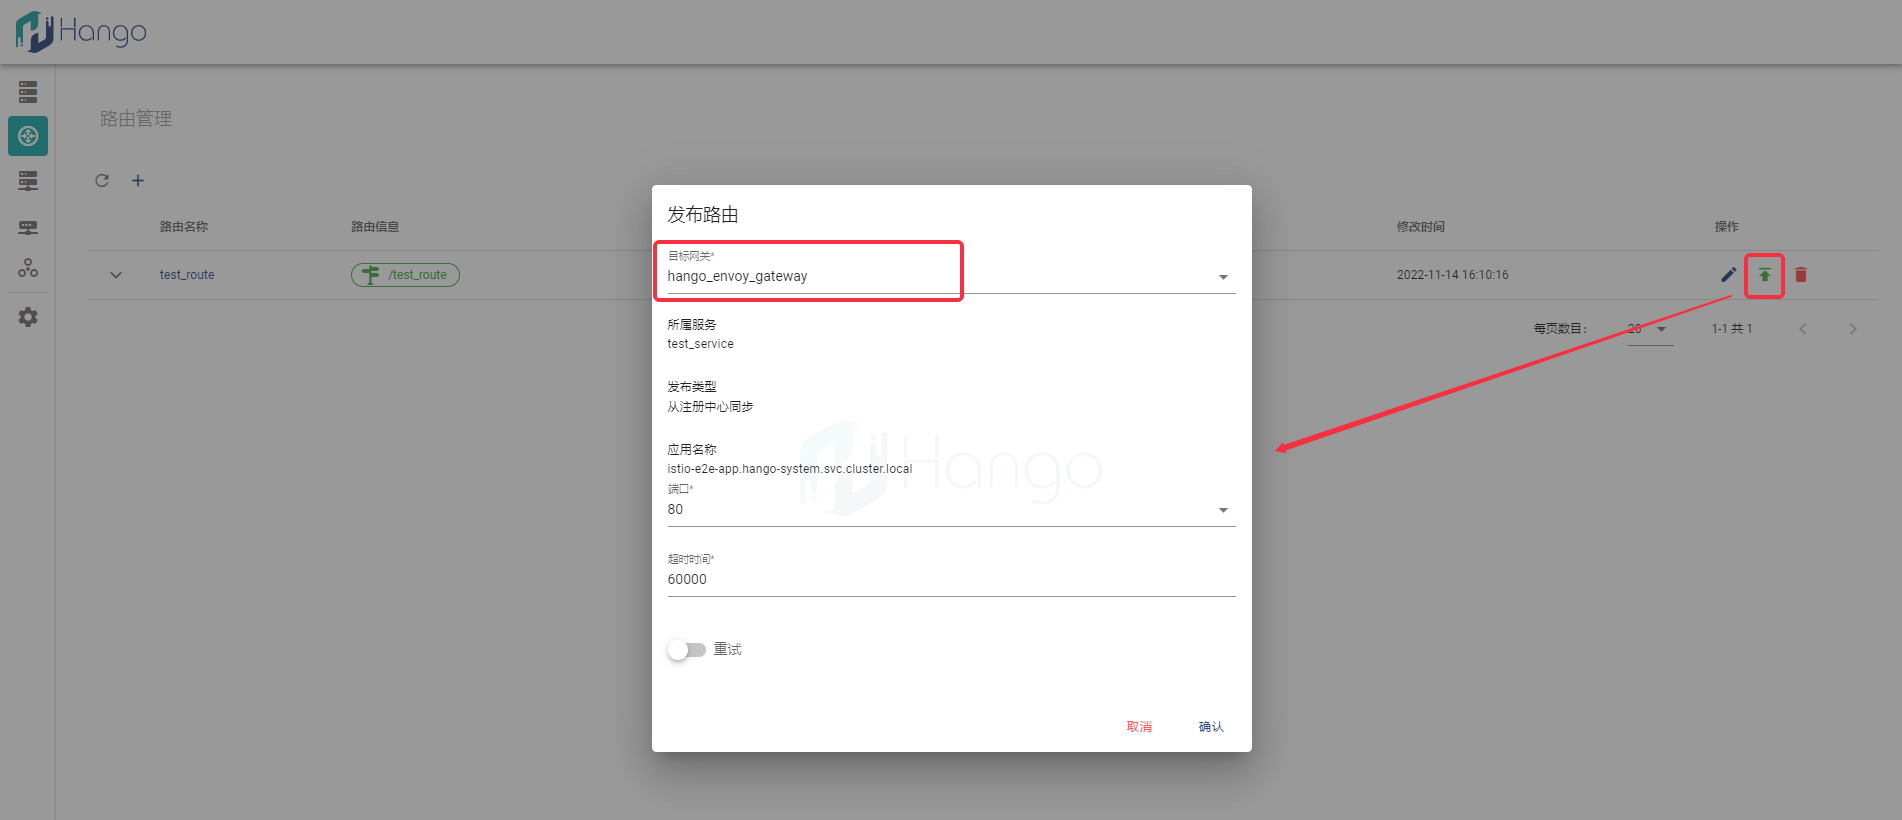 Hango
路由管理
路由名称
路由信息
修改时间
操作
test_route
/test_route
2022-11-14 16:10:16
每页数目：
20
1-1 共 1
发布路由
目标网关*
hango_envoy_gateway
所属服务
test_service
发布类型
从注册中心同步
应用名称
istio-e2e-app.hango-system.svc.cluster.local
端口*
80
超时时间*
60000
重试
取消
确认
Hango